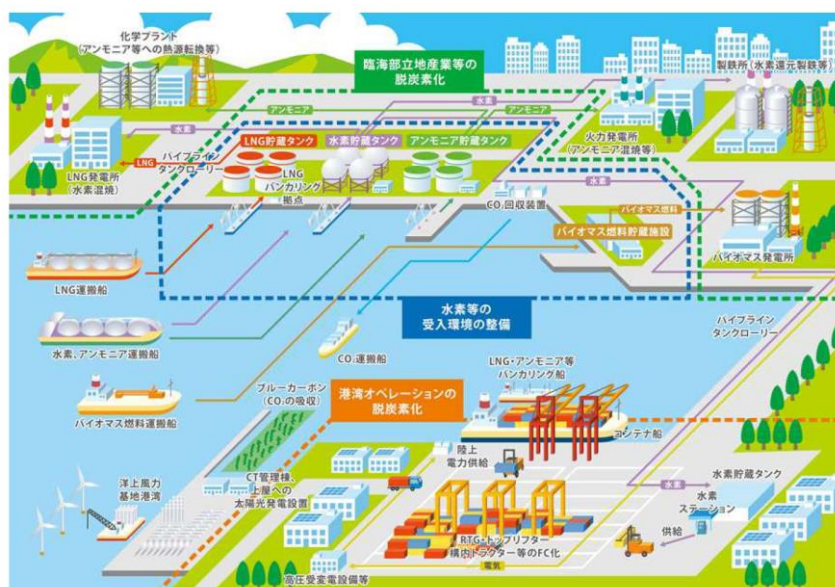 化学プラント
(アンモニア等への熱源転換等)
臨海部立地産業等の
脱炭素化
製鉄所(水素還元製鉄等)
アンモニア
水素
アンモニア
水素
LNG貯蔵タンク
水素貯蔵タンク
アンモニア貯蔵タンク
火力発電所
(アンモニア混焼等)
LNG
LNG発電所
(水素混焼)
パイプライン
タンクローリー
LNG
バンカリング
拠点
水素
CO₂回収装置
バイオマス燃料
バイオマス燃料貯蔵施設
バイオマス発電所
LNG運搬船
水素等の
受入環境の整備
パイプライン
タンクローリー
水素、アンモニア運搬船
CO₂運搬船
LNG・アンモニア等
バンカリング船
ブルーカーボン
(CO₂の吸収)
港湾オペレーションの
脱炭素化
バイオマス燃料運搬船
コンテナ船
陸上
電力供給
洋上風力
基地港湾
CT管理棟、
上屋への
太陽光発電設置
水素
水素貯蔵タンク
水素
ステーション
供給
RTG・トップリフター
構内トラクター等のFC化
電気
高圧受変電設備等